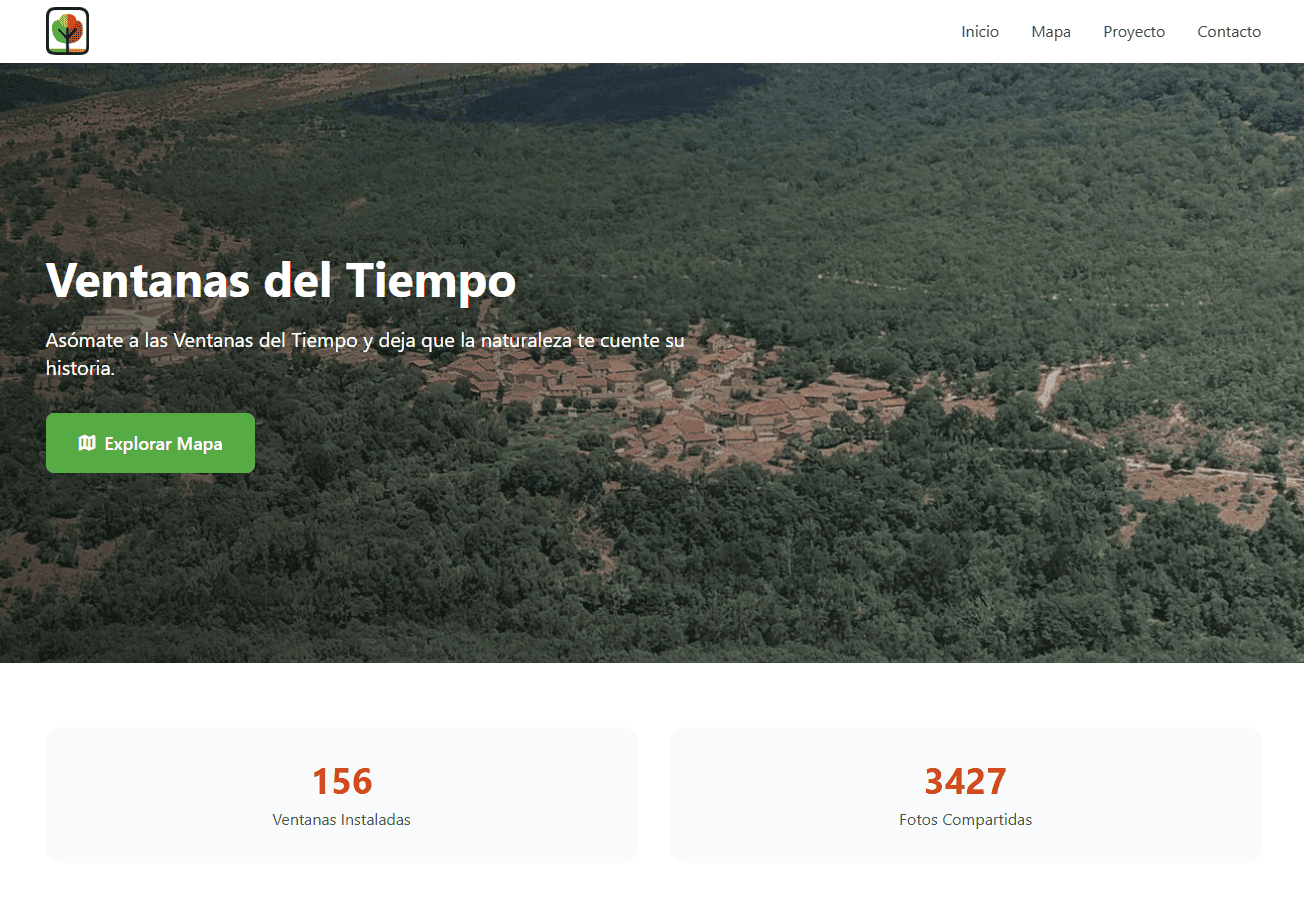 Inicio Mapa Proyecto Contacto
Ventanas del Tiempo
Asómate a las Ventanas del Tiempo y deja que la naturaleza te cuente su
historia.
Explorar Mapa
156
Ventanas Instaladas
3427
Fotos Compartidas